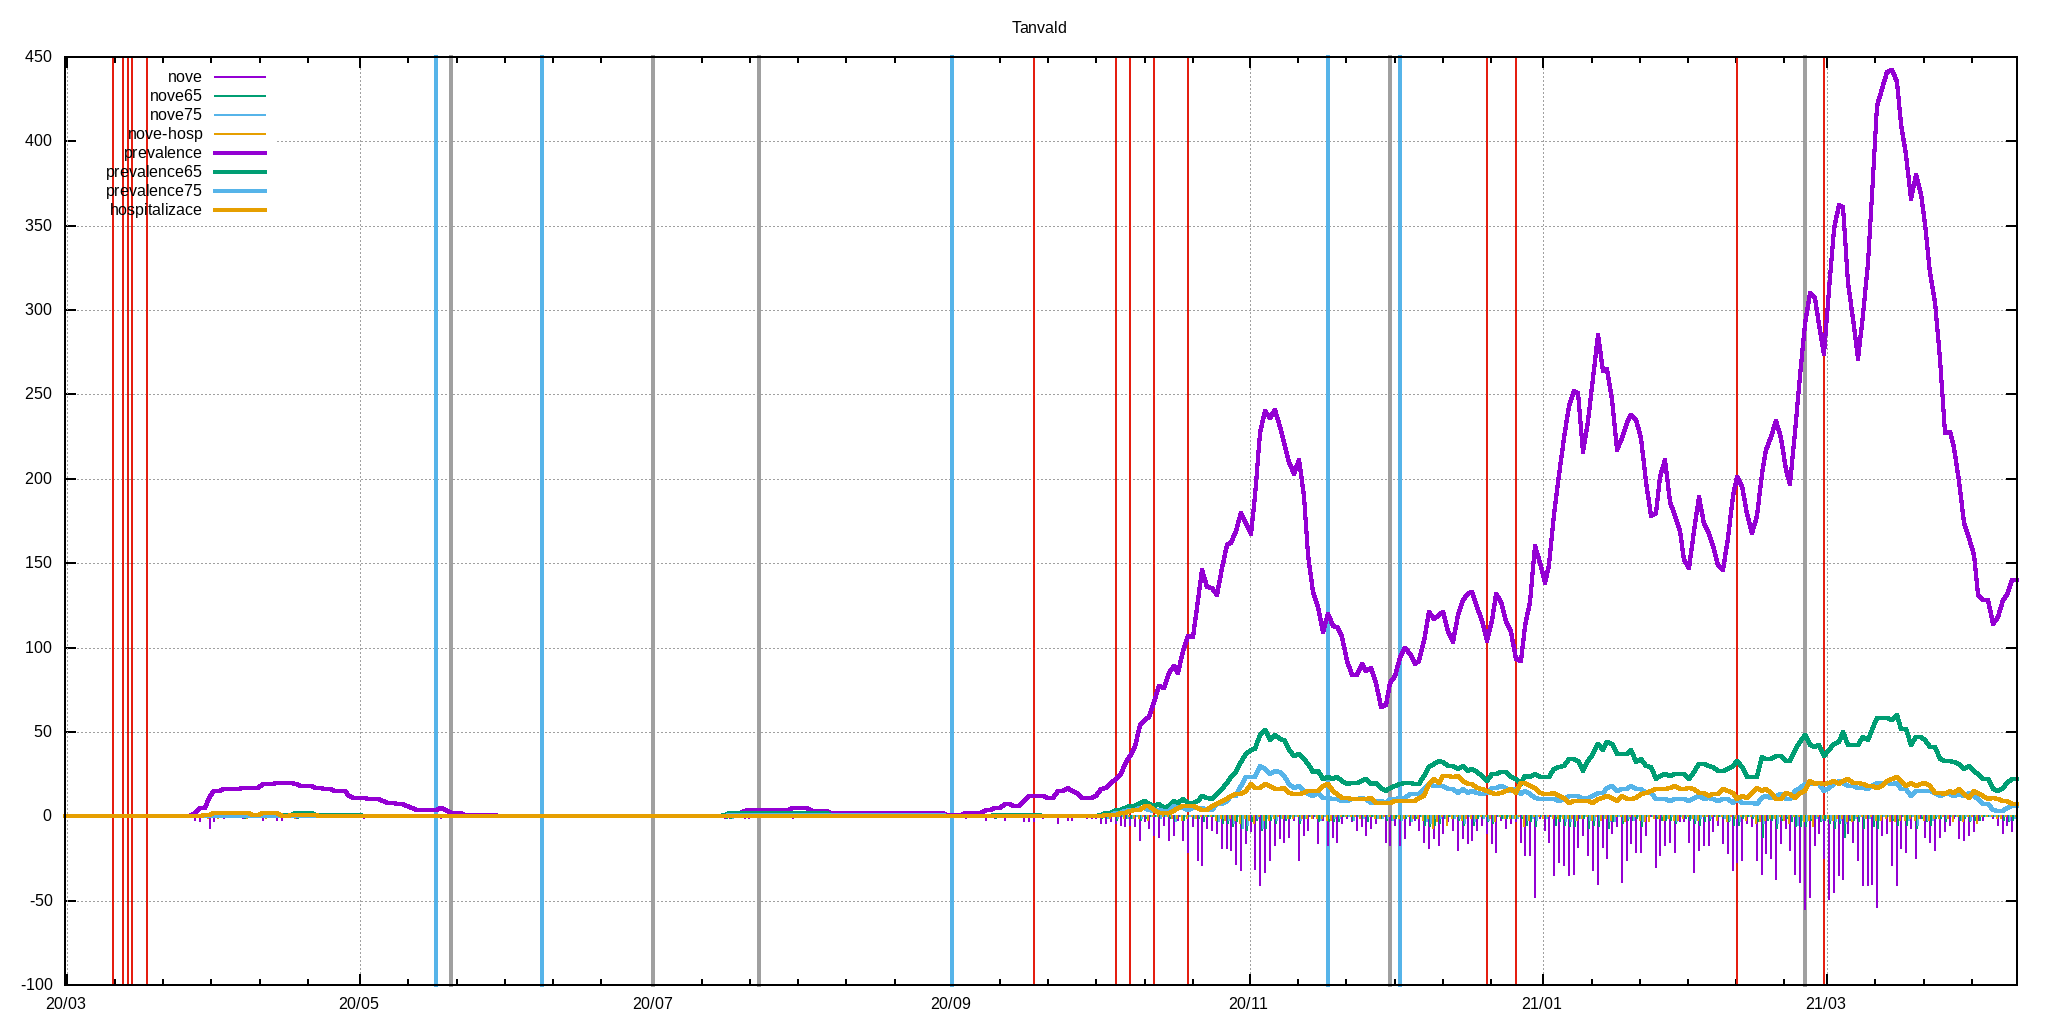 Tanvald
450
400
350
300
250
200
150
100
50
0
-50
-100
nove
nove65
nove75
nove-hosp
prevalence
prevalence65
prevalence75
hospitalizace
20/03 20/05 20/07 20/09 20/11 21/01 21/03